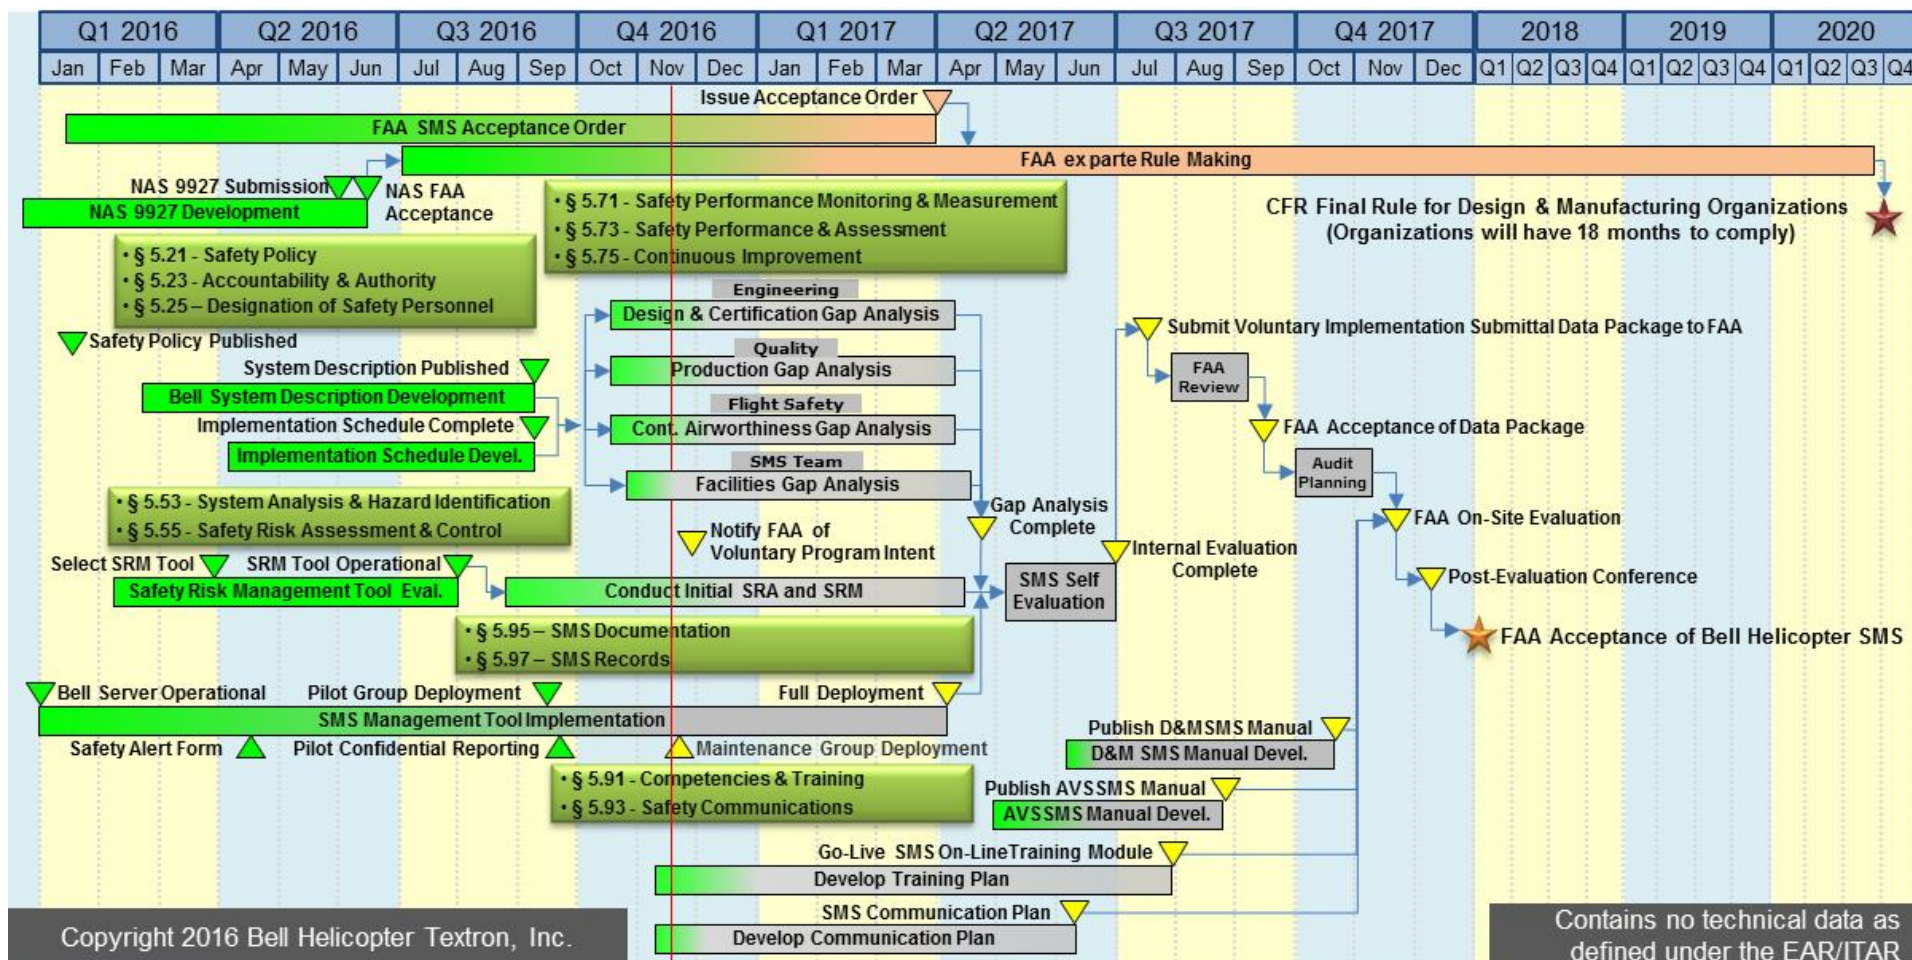 Q1 2016 Q2 2016 Q3 2016 Q4 2016 Q1 2017 Q2 2017 Q3 2017 Q4 2017 2018 2019 2020
Jan Feb Mar Apr May Jun Jul Aug Sep Oct Nov Dec Jan Feb Mar Apr May Jun Jul Aug Sep Oct Nov Dec Q1 Q2 Q3 Q4 Q1 Q2 Q3 Q4 Q1 Q2 Q3 Q4
Issue Acceptance Order
FAA SMS Acceptance Order
FAA ex parte Rule Making
NAS 9927 Submission
NAS FAA
Acceptance
NAS 9927 Development
• § 5.71 - Safety Performance Monitoring & Measurement
• § 5.73 - Safety Performance & Assessment
• § 5.75 - Continuous Improvement
CFR Final Rule for Design & Manufacturing Organizations
(Organizations will have 18 months to comply)
• § 5.21 - Safety Policy
• § 5.23 - Accountability & Authority
• § 5.25 – Designation of Safety Personnel
Engineering
Design & Certification Gap Analysis
Safety Policy Published
Submit Voluntary Implementation Submittal Data Package to FAA
Quality
Production Gap Analysis
System Description Published
Bell System Description Development
FAA
Review
Flight Safety
Cont. Airworthiness Gap Analysis
Implementation Schedule Complete
Implementation Schedule Devel.
FAA Acceptance of Data Package
SMS Team
Facilities Gap Analysis
Audit
Planning
• § 5.53 - System Analysis & Hazard Identification
• § 5.55 - Safety Risk Assessment & Control
Gap Analysis
Complete
FAA On-Site Evaluation
Notify FAA of
Voluntary Program Intent
Internal Evaluation
Complete
Select SRM Tool
SRM Tool Operational
Safety Risk Management Tool Eval.
Conduct Initial SRA and SRM
SMS Self
Evaluation
Post-Evaluation Conference
• § 5.95 – SMS Documentation
• § 5.97 – SMS Records
FAA Acceptance of Bell Helicopter SMS
Bell Server Operational
Pilot Group Deployment
Full Deployment
SMS Management Tool Implementation
Safety Alert Form
Pilot Confidential Reporting
Maintenance Group Deployment
Publish D&MSMS Manual
D&M SMS Manual Devel.
• § 5.91 - Competencies & Training
• § 5.93 - Safety Communications
Publish AVSSMS Manual
AVSSMS Manual Devel.
Go-Live SMS On-LineTraining Module
Develop Training Plan
SMS Communication Plan
Develop Communication Plan
Copyright 2016 Bell Helicopter Textron, Inc.
Contains no technical data as
defined under the EAR/ITAR